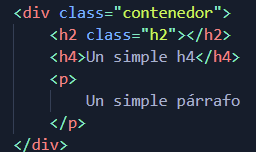 <div class="contenedor">
<h2 class="h2"></h2>
<h4>Un simple h4</h4>
<p>
Un simple párrafo
</p>
</div>